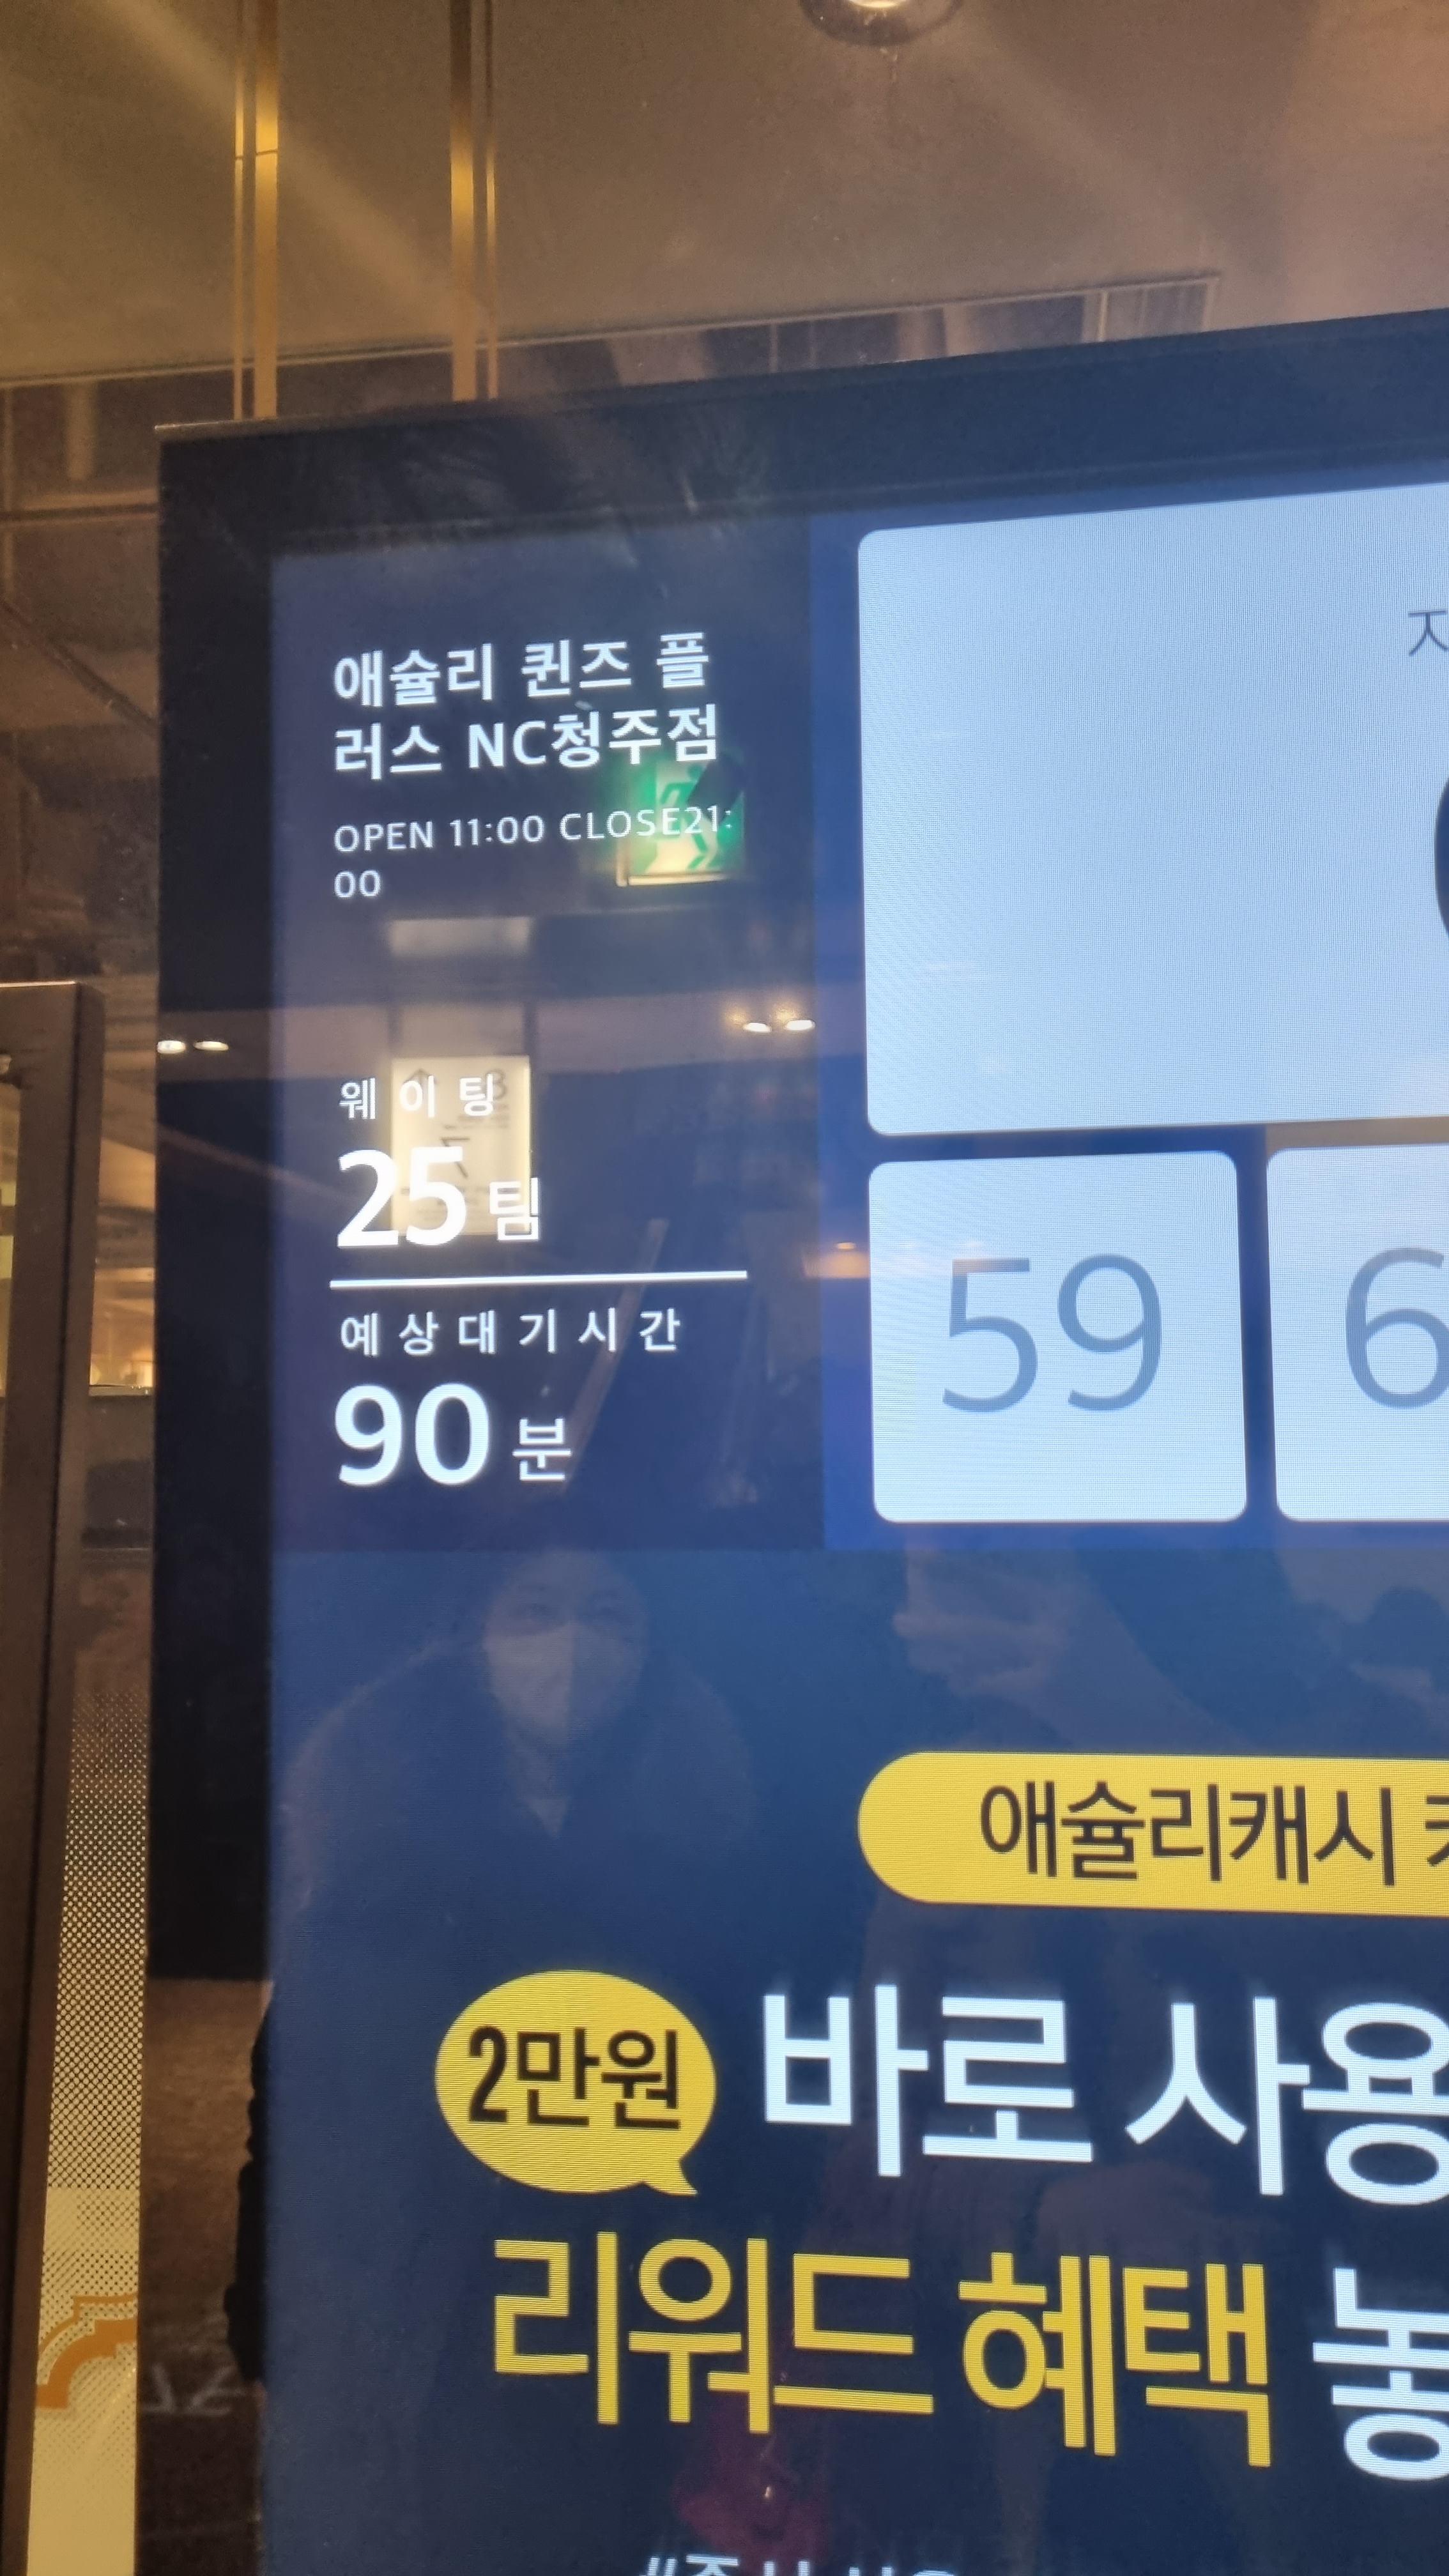 애슐리 퀸즈 플
러스 NC청주점
OPEN 11:00 CLOSE21:
00
웨이팅
25 팀
예상대기시간
90 분
59
6
애슐리캐시
2만원
바로 사용
리워드 혜택